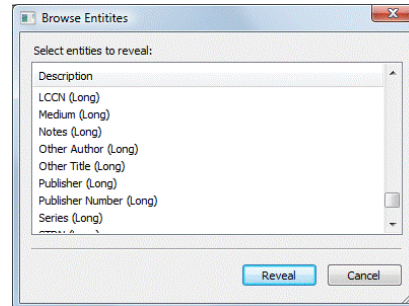 Browse Entitites
Select entities to reveal:
Description
LCCN (Long)
Medium (Long)
Notes (Long)
Other Author (Long)
Other Title (Long)
Publisher (Long)
Publisher Number (Long)
Series (Long)
Reveal
Cancel